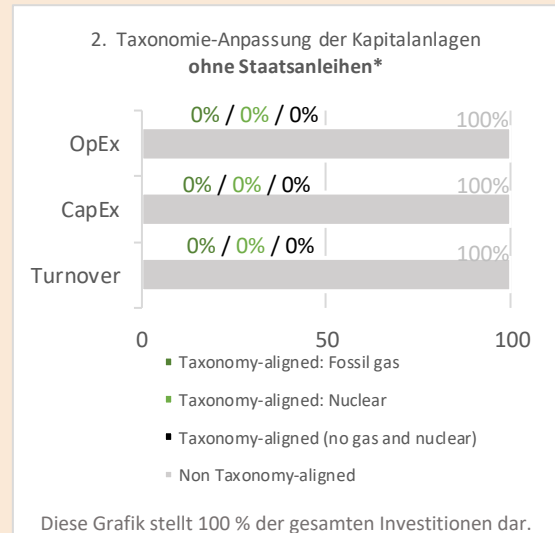 2. Taxonomie-Anpassung der Kapitalanlagen
ohne Staatsanleihen*
0% / 0% / 0%
100%
OpEx
0% / 0% / 0%
100%
CapEx
0% / 0% / 0%
100%
Turnover
0 50 100
Taxonomy-aligned: Fossil gas
Taxonomy-aligned: Nuclear
Taxonomy-aligned (no gas and nuclear)
Non Taxonomy-aligned
Diese Grafik stellt 100 % der gesamten Investitionen dar.